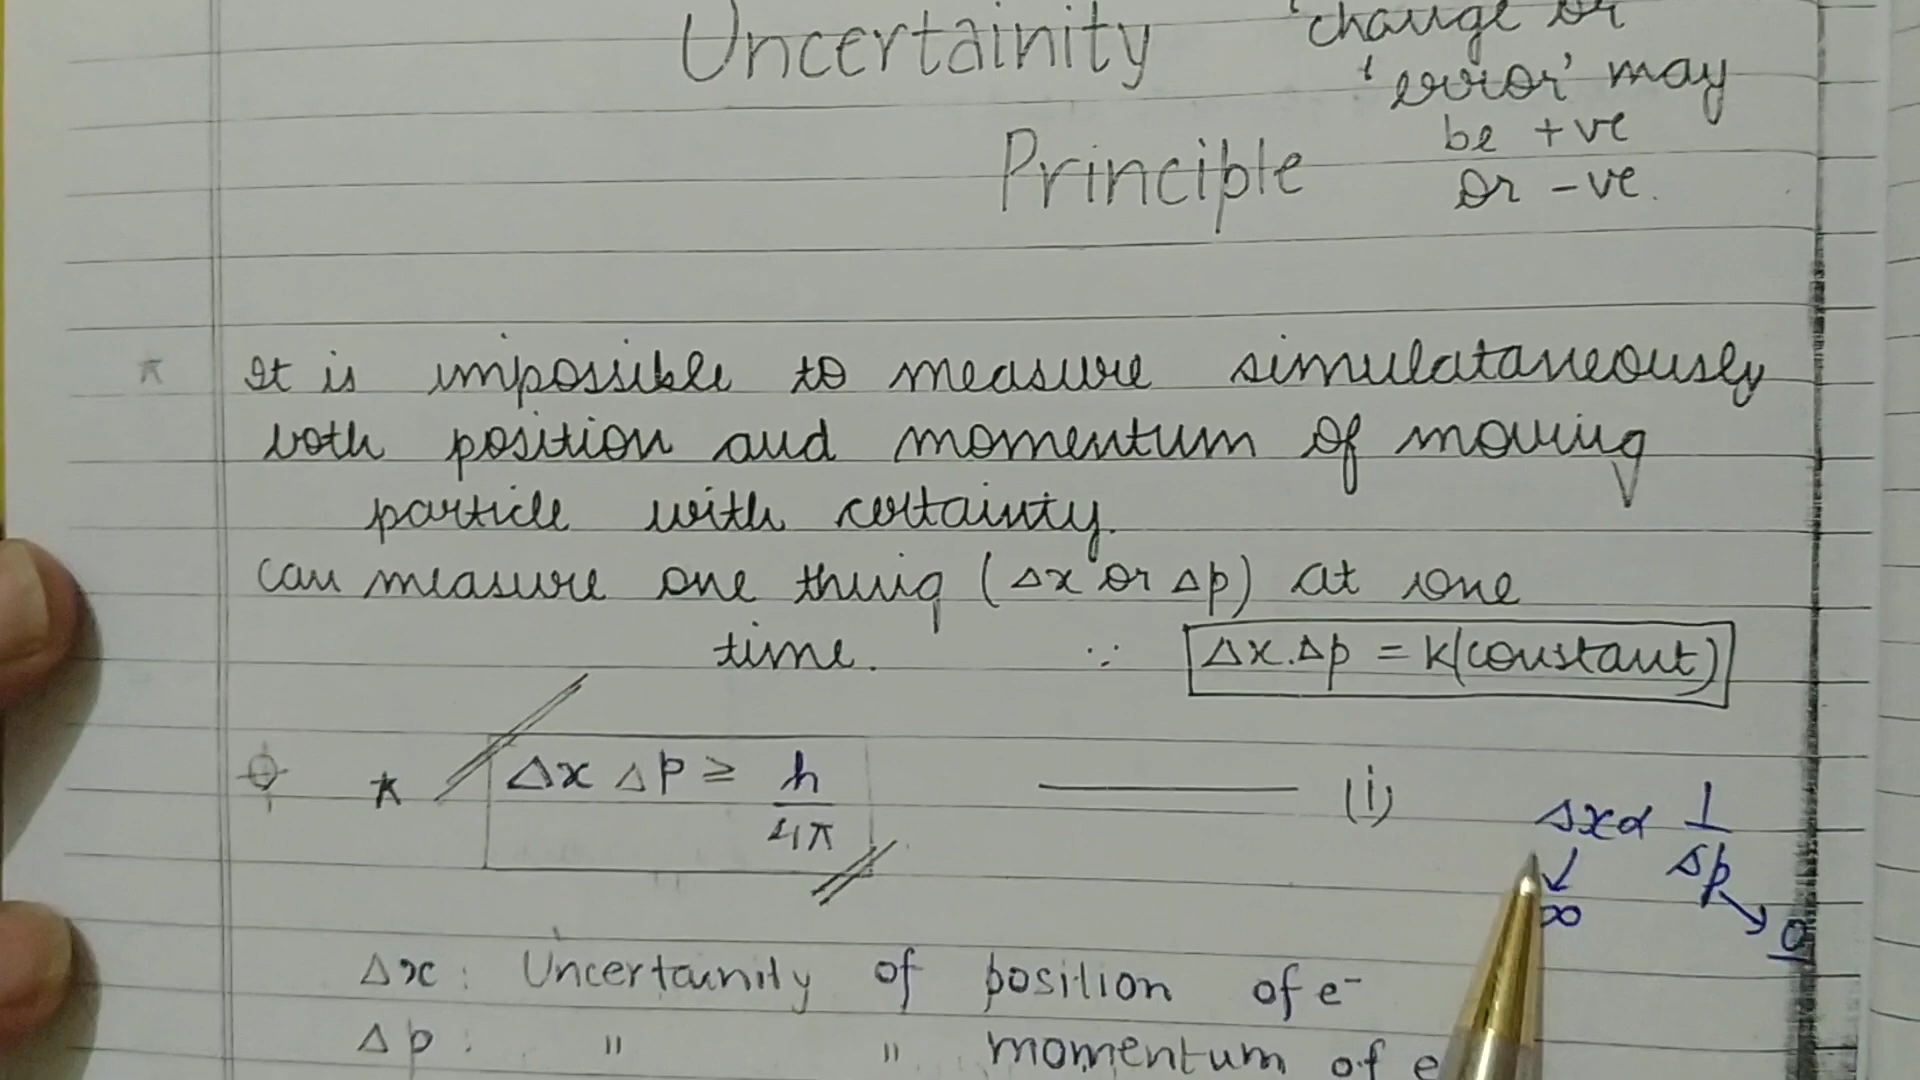 Uncertainity
'change or
'error' may
be +ve
or -ve.
Principle
* It is impossible to measure simulataneously
both position and momentum of moving
particle with certainty.
can measure one thing (Δx or Δp) at one
time. ∵ Δx.Δp = K(constant)
* Δx Δp ≥ h/4π ——— (i)
Δx α 1/Δp
∞
0
Δx : Uncertainity of position of e-
Δp : " " momentum of e